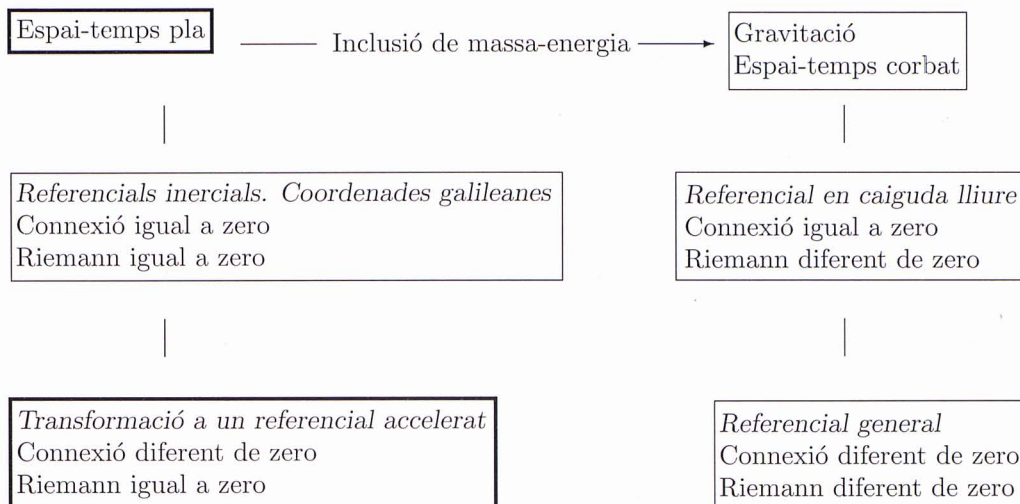 Espai-temps pla
Inclusió de massa-energia
Gravitació
Espai-temps corbat
Referencials inercials. Coordenades galileanes
Connexió igual a zero
Riemann igual a zero
Referencial en caiguda lliure
Connexió igual a zero
Riemann diferent de zero
Transformació a un referencial accelerat
Connexió diferent de zero
Riemann igual a zero
Referencial general
Connexió diferent de zero
Riemann diferent de zero